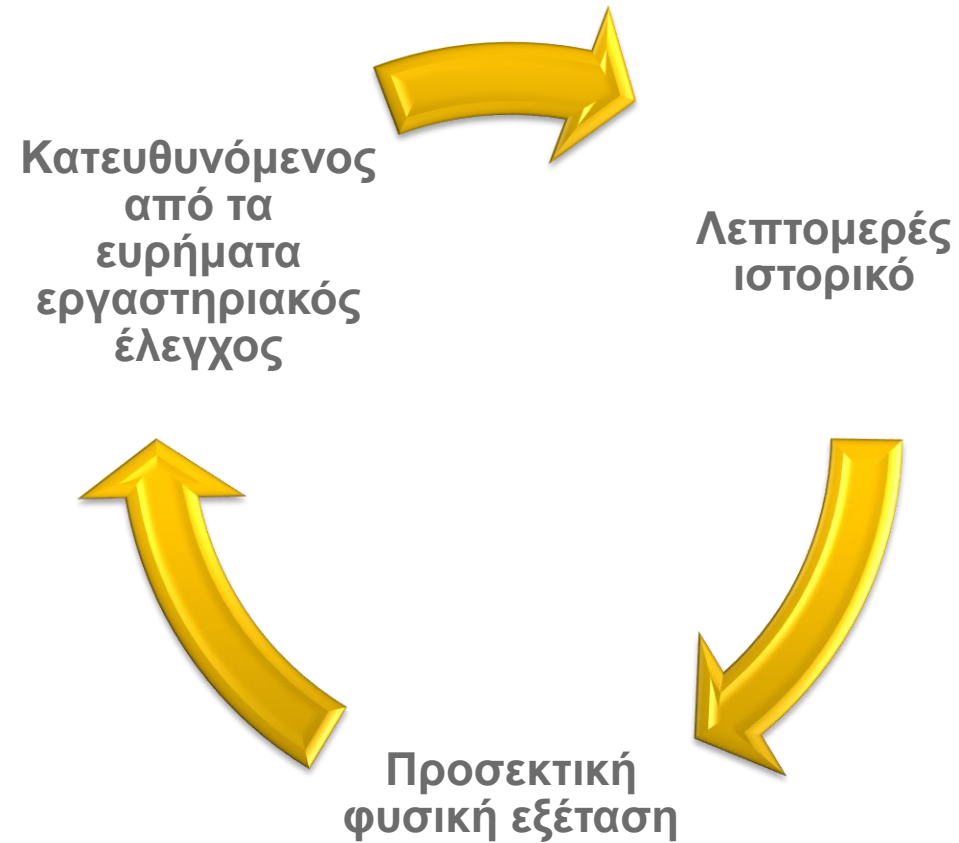 Κατευθυνόμενος
από τα
ευρήματα
εργαστηριακός
έλεγχος
Λεπτομερές
ιστορικό
Προσεκτική
φυσική εξέταση